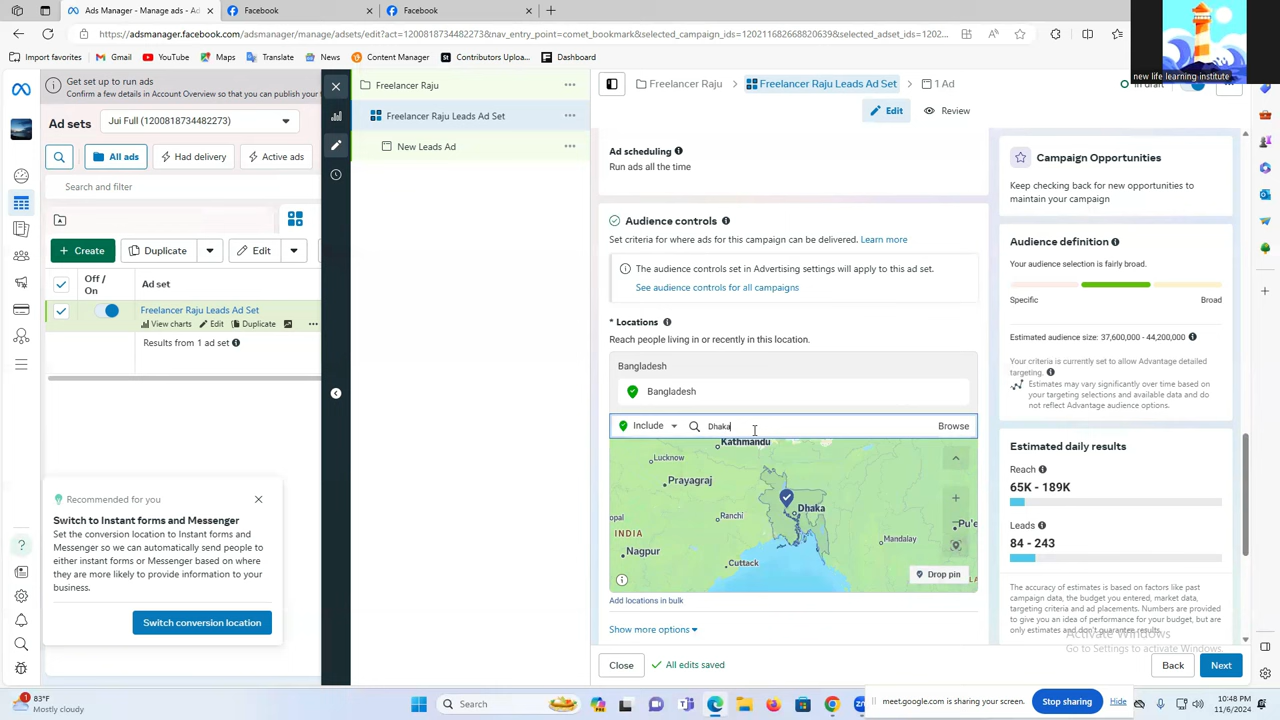 Ads Manager - Manage ads - Ad
Facebook
Facebook
https://adsmanager.facebook.com/adsmanager/manage/adsets/edit?act=1200818734482273&nav_entry_point=comet_bookmark&selected_campaign_ids=120211682668820639&selected_adset_ids=1202...
Import favorites
Gmail
YouTube
Maps
Translate
News
Content Manager
Contributors Uplo...
Dashboard
new life learning institute
Get set up to run ads
Confirm a few details in Account Overview so that you can publish your
Ad sets
Jui Full (1200818734482273)
All ads
Had delivery
Active ads
Search and filter
+ Create
Duplicate
Edit
Off / On
Ad set
Freelancer Raju Leads Ad Set
View charts
Edit
Duplicate
Results from 1 ad set
Recommended for you
Switch to Instant forms and Messenger
Set the conversion location to Instant forms and
Messenger so we can automatically send people to
either instant forms or Messenger based on where
they are more likely to provide information to your
business.
Switch conversion location
Freelancer Raju
Freelancer Raju Leads Ad Set
New Leads Ad
Freelancer Raju
Freelancer Raju Leads Ad Set
1 Ad
In draft
Edit
Review
Ad scheduling
Run ads all the time
Audience controls
Set criteria for where ads for this campaign can be delivered. Learn more
The audience controls set in Advertising settings will apply to this ad set.
See audience controls for all campaigns
* Locations
Reach people living in or recently in this location.
Bangladesh
Bangladesh
Include
Dhaka
Browse
Kathmandu
Lucknow
Prayagraj
Dhaka
Ranchi
opal
INDIA
Pu'e
Mandalay
Nagpur
Cuttack
Drop pin
Add locations in bulk
Show more options
Close
All edits saved
Back
Next
Campaign Opportunities
Keep checking back for new opportunities to
maintain your campaign
Audience definition
Your audience selection is fairly broad.
Specific
Broad
Estimated audience size: 37,600,000 - 44,200,000
Your criteria is currently set to allow Advantage detailed
targeting.
Estimates may vary significantly over time based on
your targeting selections and available data and do
not reflect Advantage audience options.
Estimated daily results
Reach
65K - 189K
Leads
84 - 243
The accuracy of estimates is based on factors like past
campaign data, the budget you entered, market data,
targeting criteria and ad placements. Numbers are provided
to give you an idea of performance for your budget, but are
only estimates and don't guarantee results.
Activate Windows
Go to Settings to activate Windows.
1
83°F
Mostly cloudy
Search
meet.google.com is sharing your screen.
Stop sharing
Hide
10:48 PM
11/6/2024